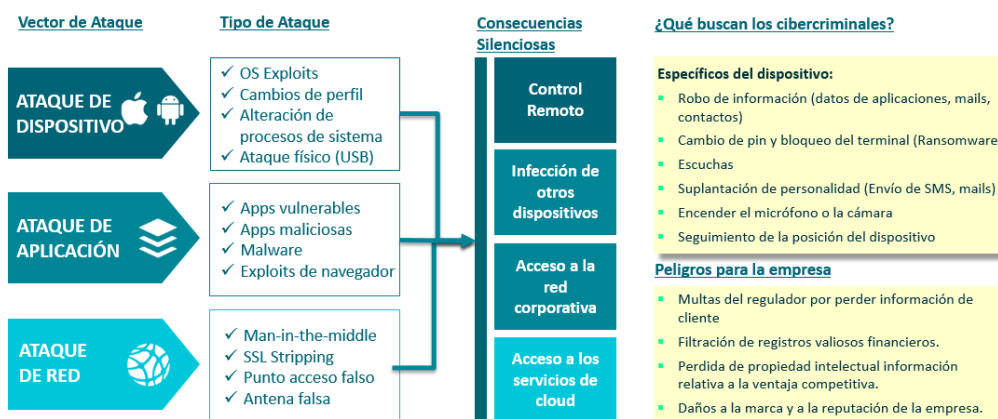 Vector de Ataque
Tipo de Ataque
Consecuencias
Silenciosas
¿Qué buscan los cibercriminales?
ATAQUE DE
DISPOSITIVO
✓ OS Exploits
✓ Cambios de perfil
✓ Alteración de
procesos de sistema
✓ Ataque físico (USB)
ATAQUE DE
APLICACIÓN
✓ Apps vulnerables
✓ Apps maliciosas
✓ Malware
✓ Exploits de navegador
ATAQUE
DE RED
✓ Man-in-the-middle
✓ SSL Stripping
✓ Punto acceso falso
✓ Antena falsa
Control
Remoto
Infección de
otros
dispositivos
Acceso a la
red
corporativa
Acceso a los
servicios de
cloud
Específicos del dispositivo:
▪ Robo de información (datos de aplicaciones, mails,
contactos)
▪ Cambio de pin y bloqueo del terminal (Ransomware
▪ Escuchas
▪ Suplantación de personalidad (Envío de SMS, mails)
▪ Encender el micrófono o la cámara
▪ Seguimiento de la posición del dispositivo
Peligros para la empresa
▪ Multas del regulador por perder información de
cliente
▪ Filtración de registros valiosos financieros.
▪ Perdida de propiedad intelectual información
relativa a la ventaja competitiva.
▪ Daños a la marca y a la reputación de la empresa.